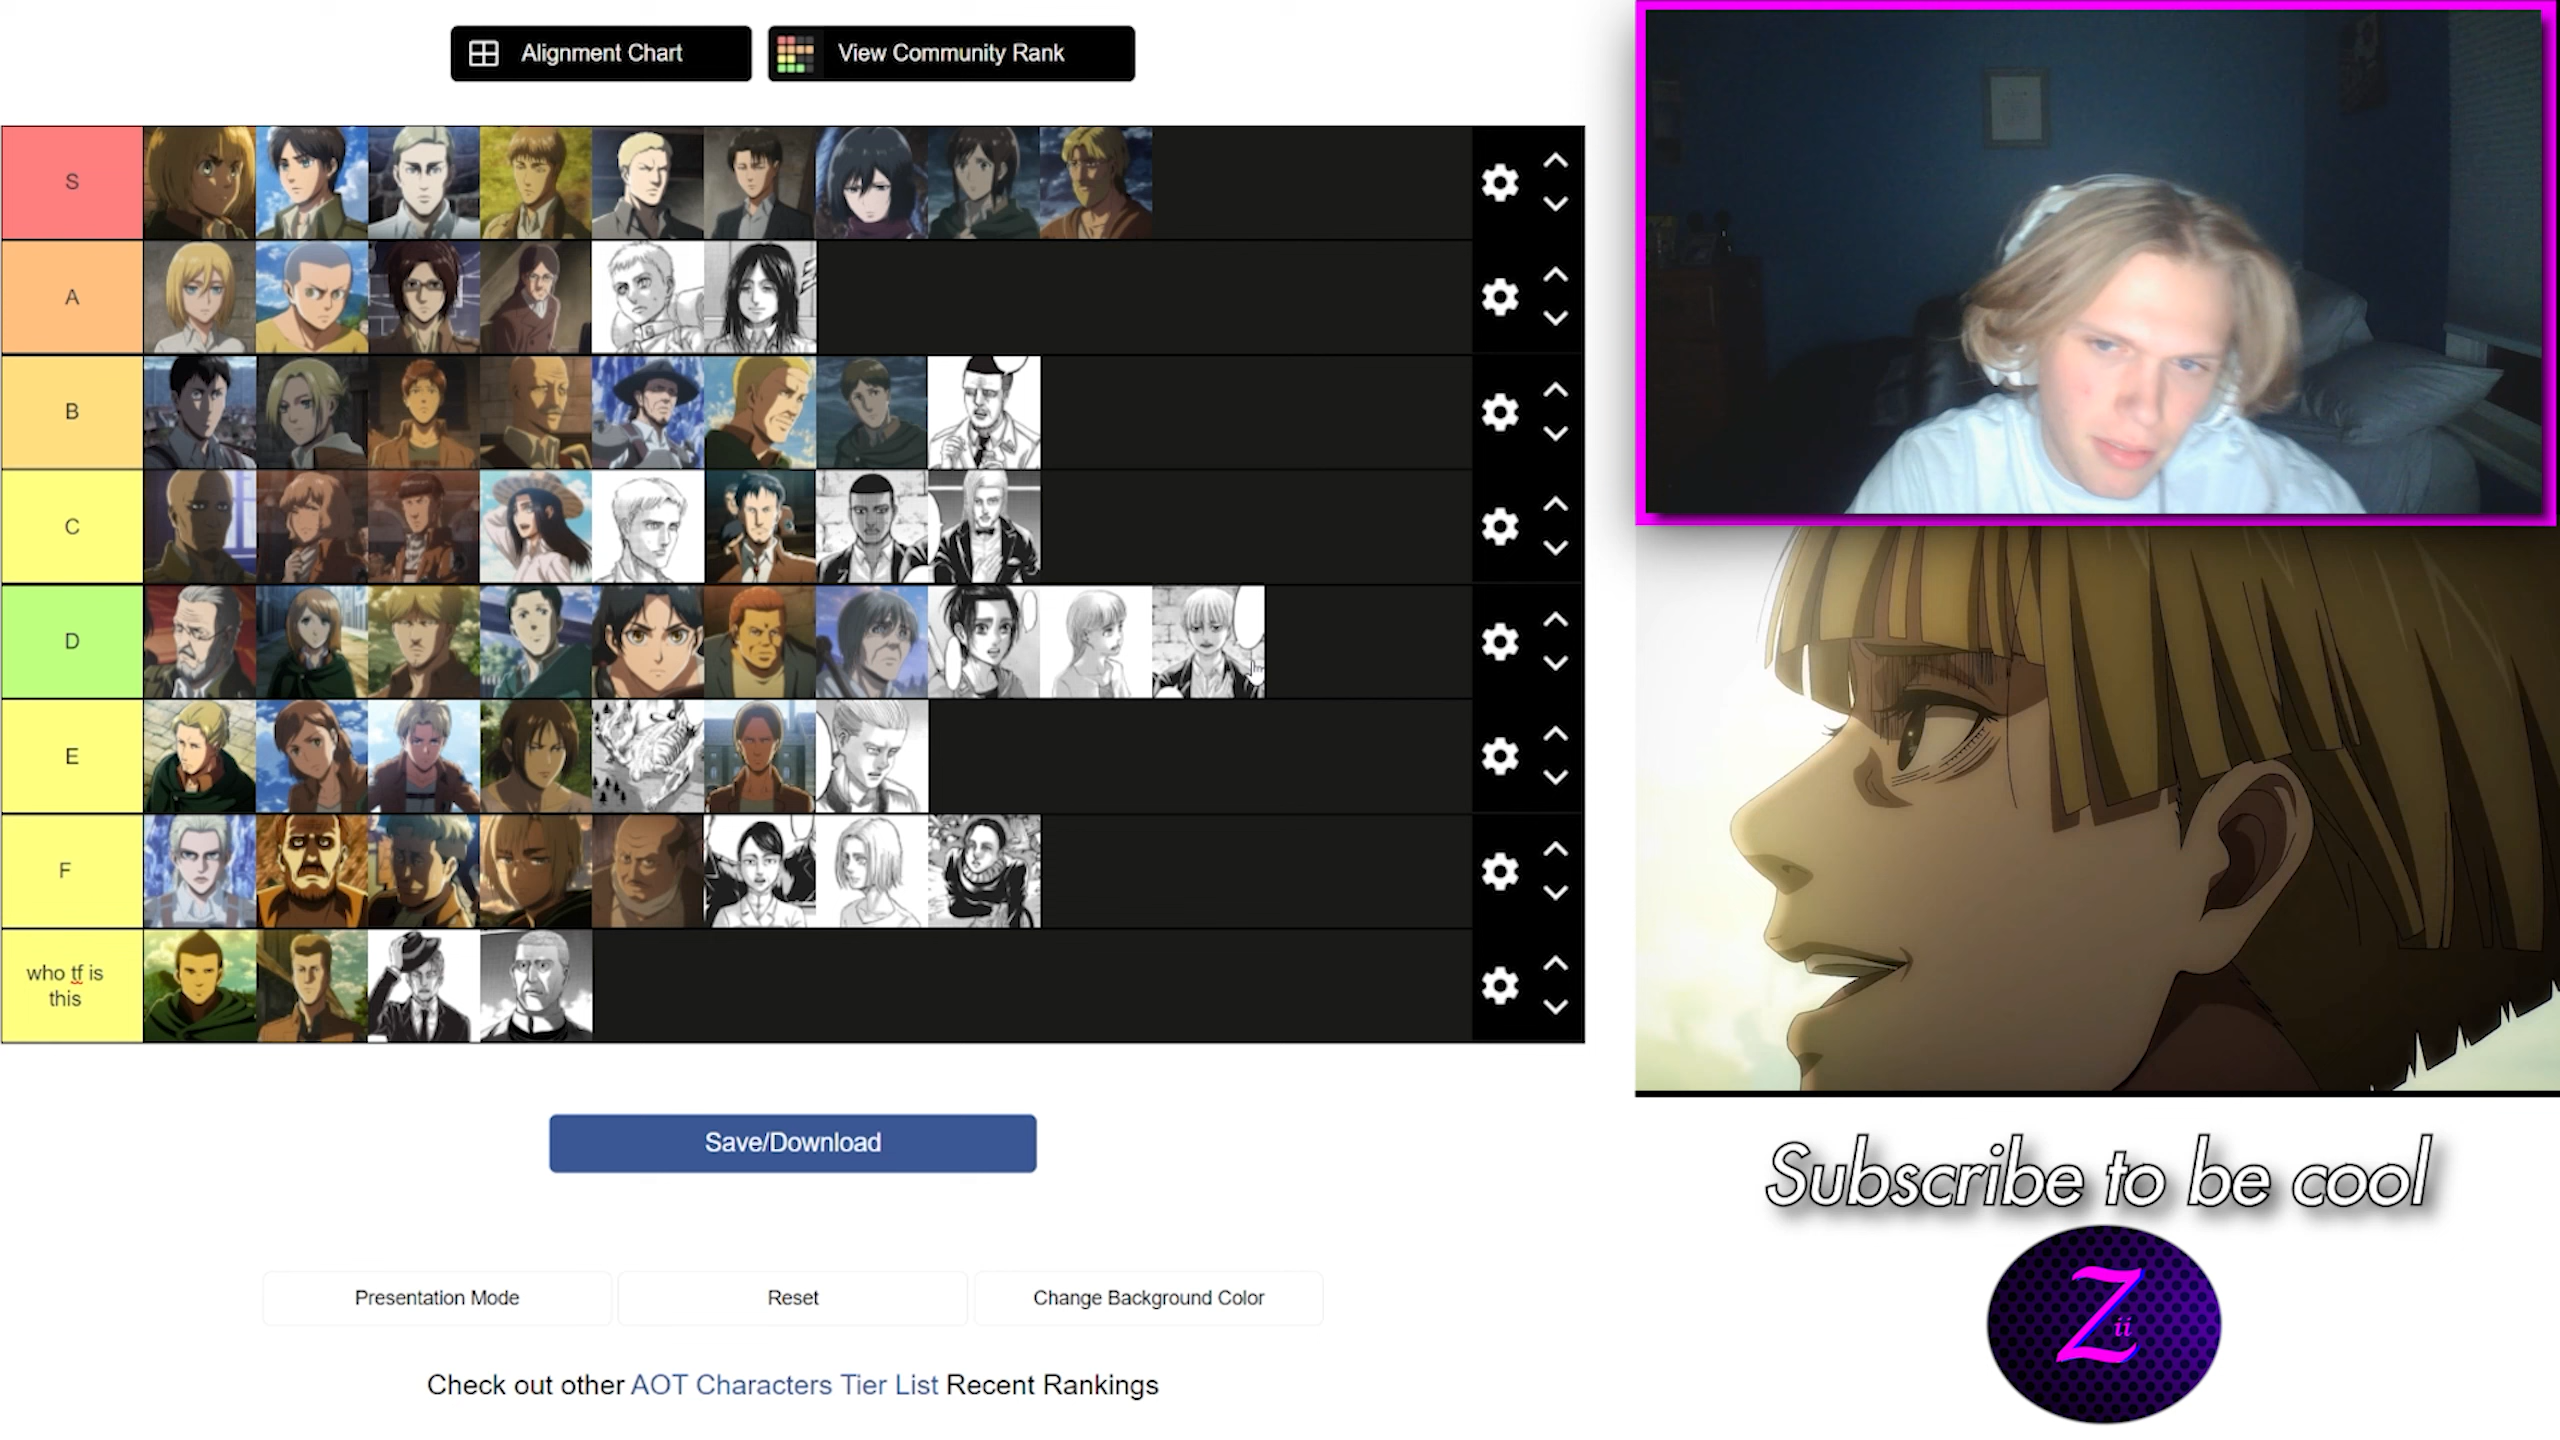 Alignment Chart
View Community Rank
S
A
B
C
D
E
F
who tf is
this
Save/Download
Presentation Mode
Reset
Change Background Color
Check out other AOT Characters Tier List Recent Rankings
Subscribe to be cool
Zii